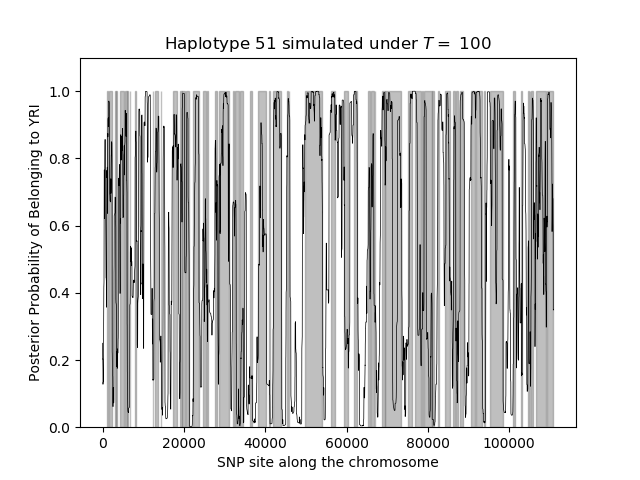 Haplotype 51 simulated under T = 100
Posterior Probability of Belonging to YRI
1.0
0.8
0.6
0.4
0.2
0.0
0 20000 40000 60000 80000 100000
SNP site along the chromosome